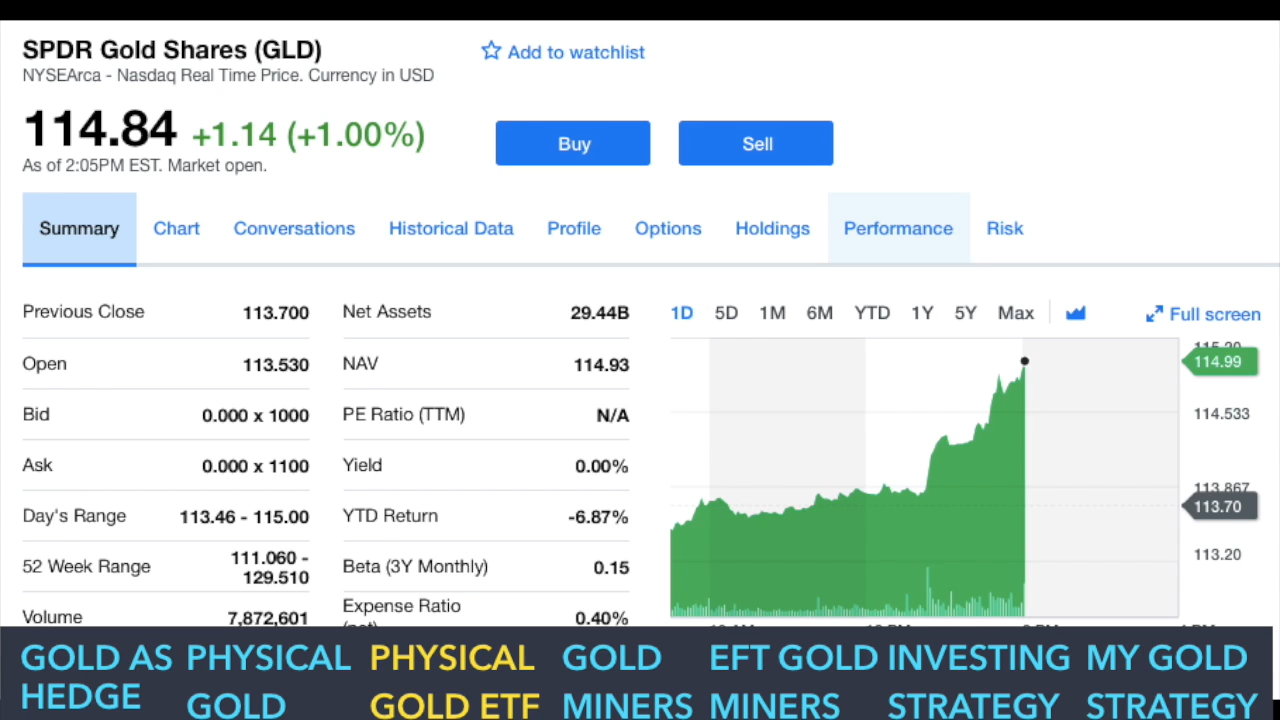 SPDR Gold Shares (GLD)
Add to watchlist
NYSEArca - Nasdaq Real Time Price. Currency in USD
114.84 +1.14 (+1.00%)
As of 2:05PM EST. Market open.
Buy
Sell
Summary Chart Conversations Historical Data Profile Options Holdings Performance Risk
Previous Close 113.700
Open 113.530
Bid 0.000 x 1000
Ask 0.000 x 1100
Day's Range 113.46 - 115.00
52 Week Range 111.060 -
129.510
Volume 7,872,601
Net Assets 29.44B
NAV 114.93
PE Ratio (TTM) N/A
Yield 0.00%
YTD Return -6.87%
Beta (3Y Monthly) 0.15
Expense Ratio
0.40%
1D 5D 1M 6M YTD 1Y 5Y Max
Full screen
114.99
114.533
113.867
113.70
113.20
GOLD AS
HEDGE
PHYSICAL
GOLD
PHYSICAL
GOLD ETF
GOLD
MINERS
EFT GOLD
MINERS
INVESTING
STRATEGY
MY GOLD
STRATEGY